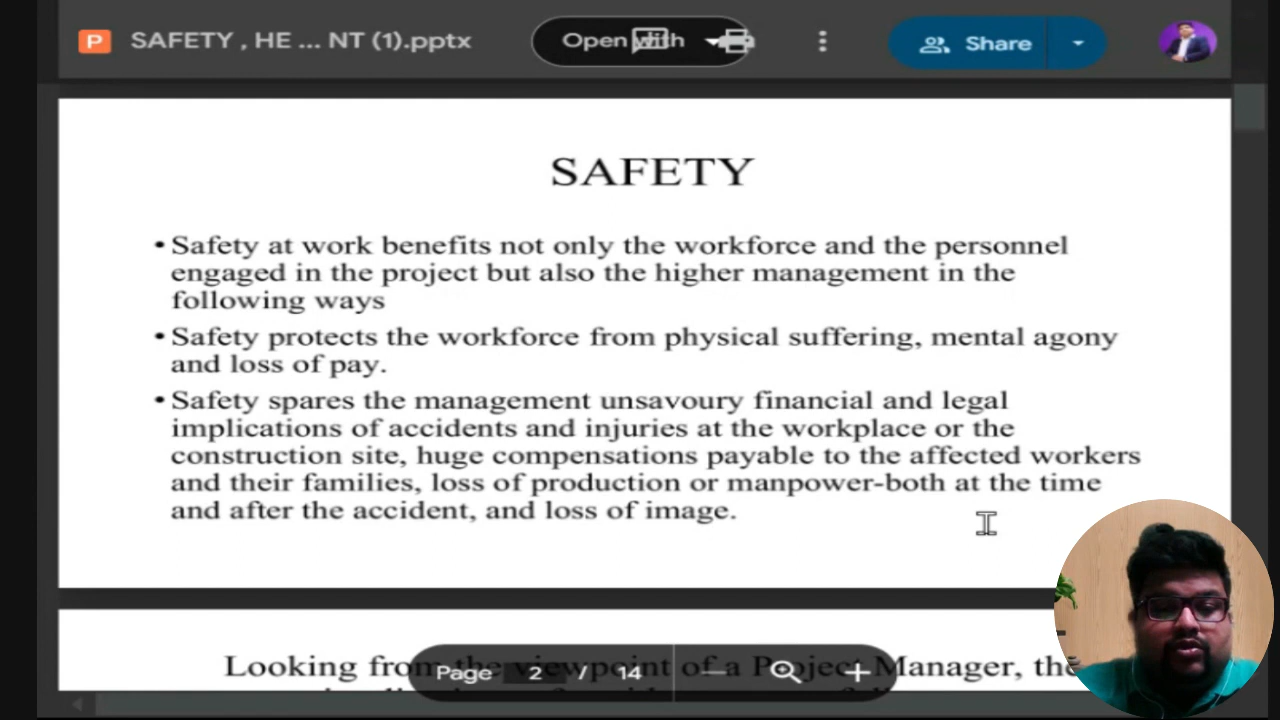 P SAFETY , HE ... NT (1).pptx Open with Share
SAFETY
• Safety at work benefits not only the workforce and the personnel
engaged in the project but also the higher management in the
following ways
• Safety protects the workforce from physical suffering, mental agony
and loss of pay.
• Safety spares the management unsavoury financial and legal
implications of accidents and injuries at the workplace or the
construction site, huge compensations payable to the affected workers
and their families, loss of production or manpower-both at the time
and after the accident, and loss of image.
Looking from the viewpoint of a Project Manager, the
Page 2 / 14